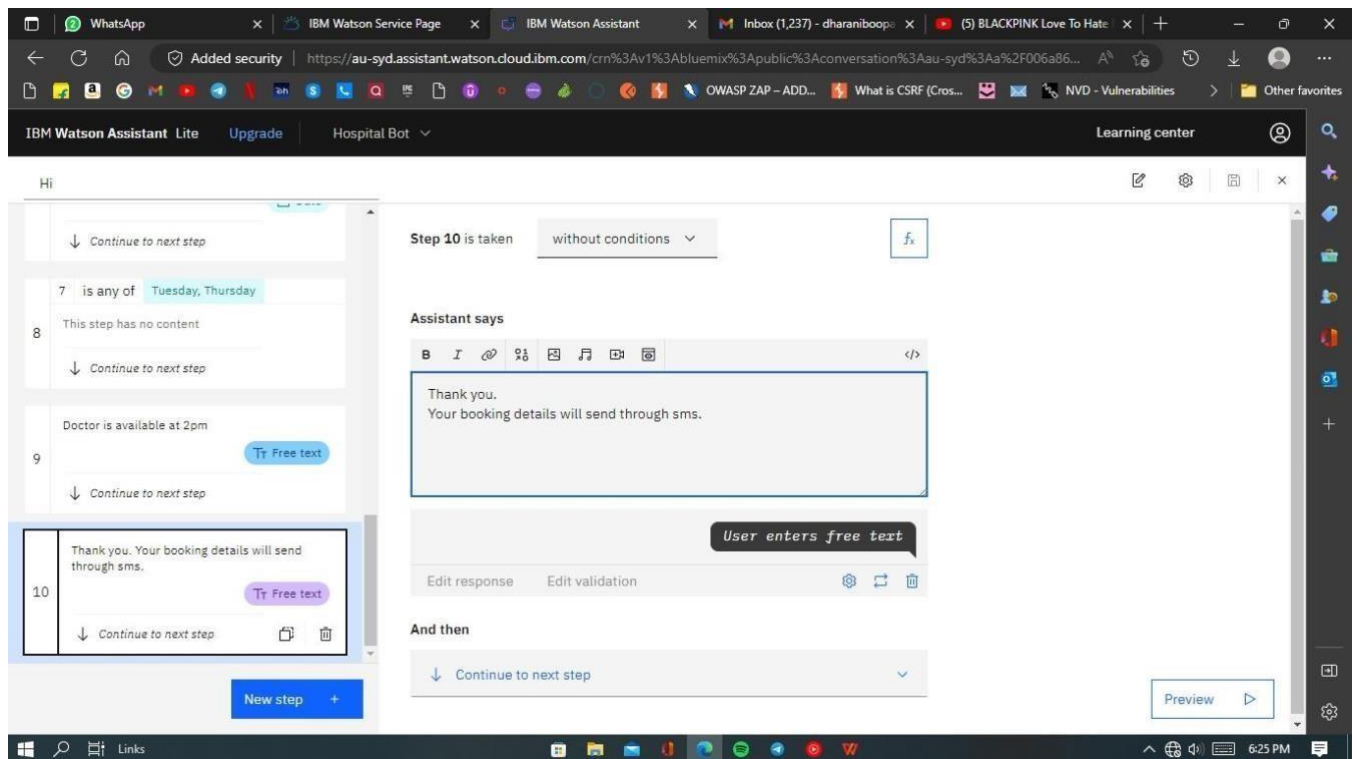 WhatsApp
IBM Watson Service Page
IBM Watson Assistant
Inbox (1,237) - dharaniboopa
(5) BLACKPINK Love To Hate
Added security
https://au-syd.assistant.watson.cloud.ibm.com/crn%3Av1%3Abluemix%3Apublic%3Aconversation%3Aau-syd%3Aa%2F006a86...
OWASP ZAP – ADD...
What is CSRF (Cros...
NVD - Vulnerabilities
Other favorites
IBM Watson Assistant Lite
Upgrade
Hospital Bot
Learning center
Hi
Continue to next step
Step 10 is taken
without conditions
fx
7 is any of Tuesday, Thursday
8
This step has no content
Continue to next step
Assistant says
B I
</>
Thank you.
Your booking details will send through sms.
9
Doctor is available at 2pm
Free text
Continue to next step
10
Thank you. Your booking details will send
through sms.
Free text
Continue to next step
User enters free text
Edit response
Edit validation
And then
Continue to next step
New step +
Preview
Links
6:25 PM